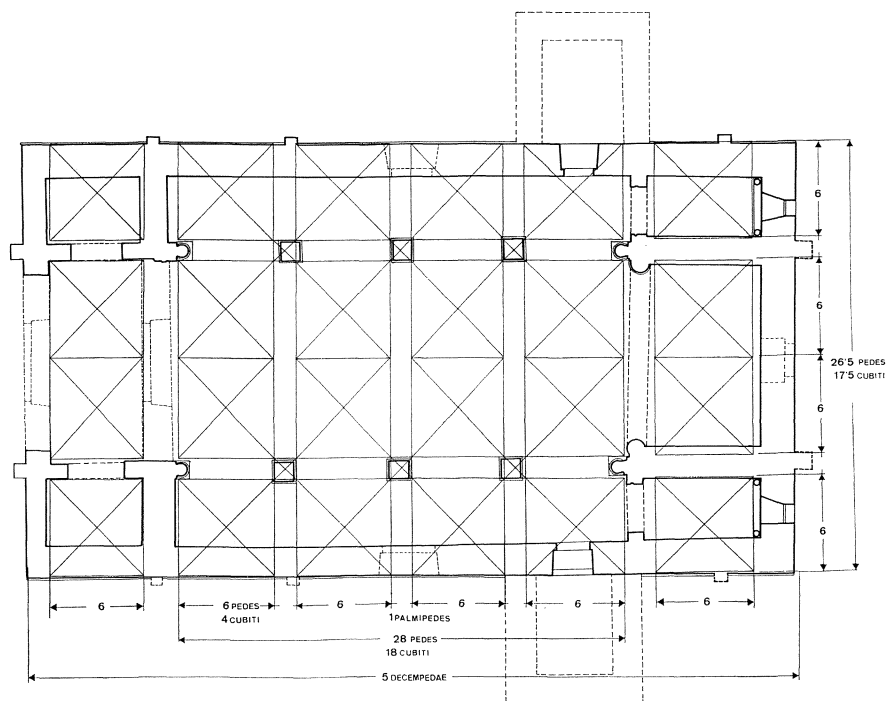 6
6
26'5 PEDES
17'5 CUBITI
6
6
6
6 PEDES
4 CUBITI
6
6
1 PALMIPEDES
6
6
28 PEDES
18 CUBITI
5 DECEMPEDAE